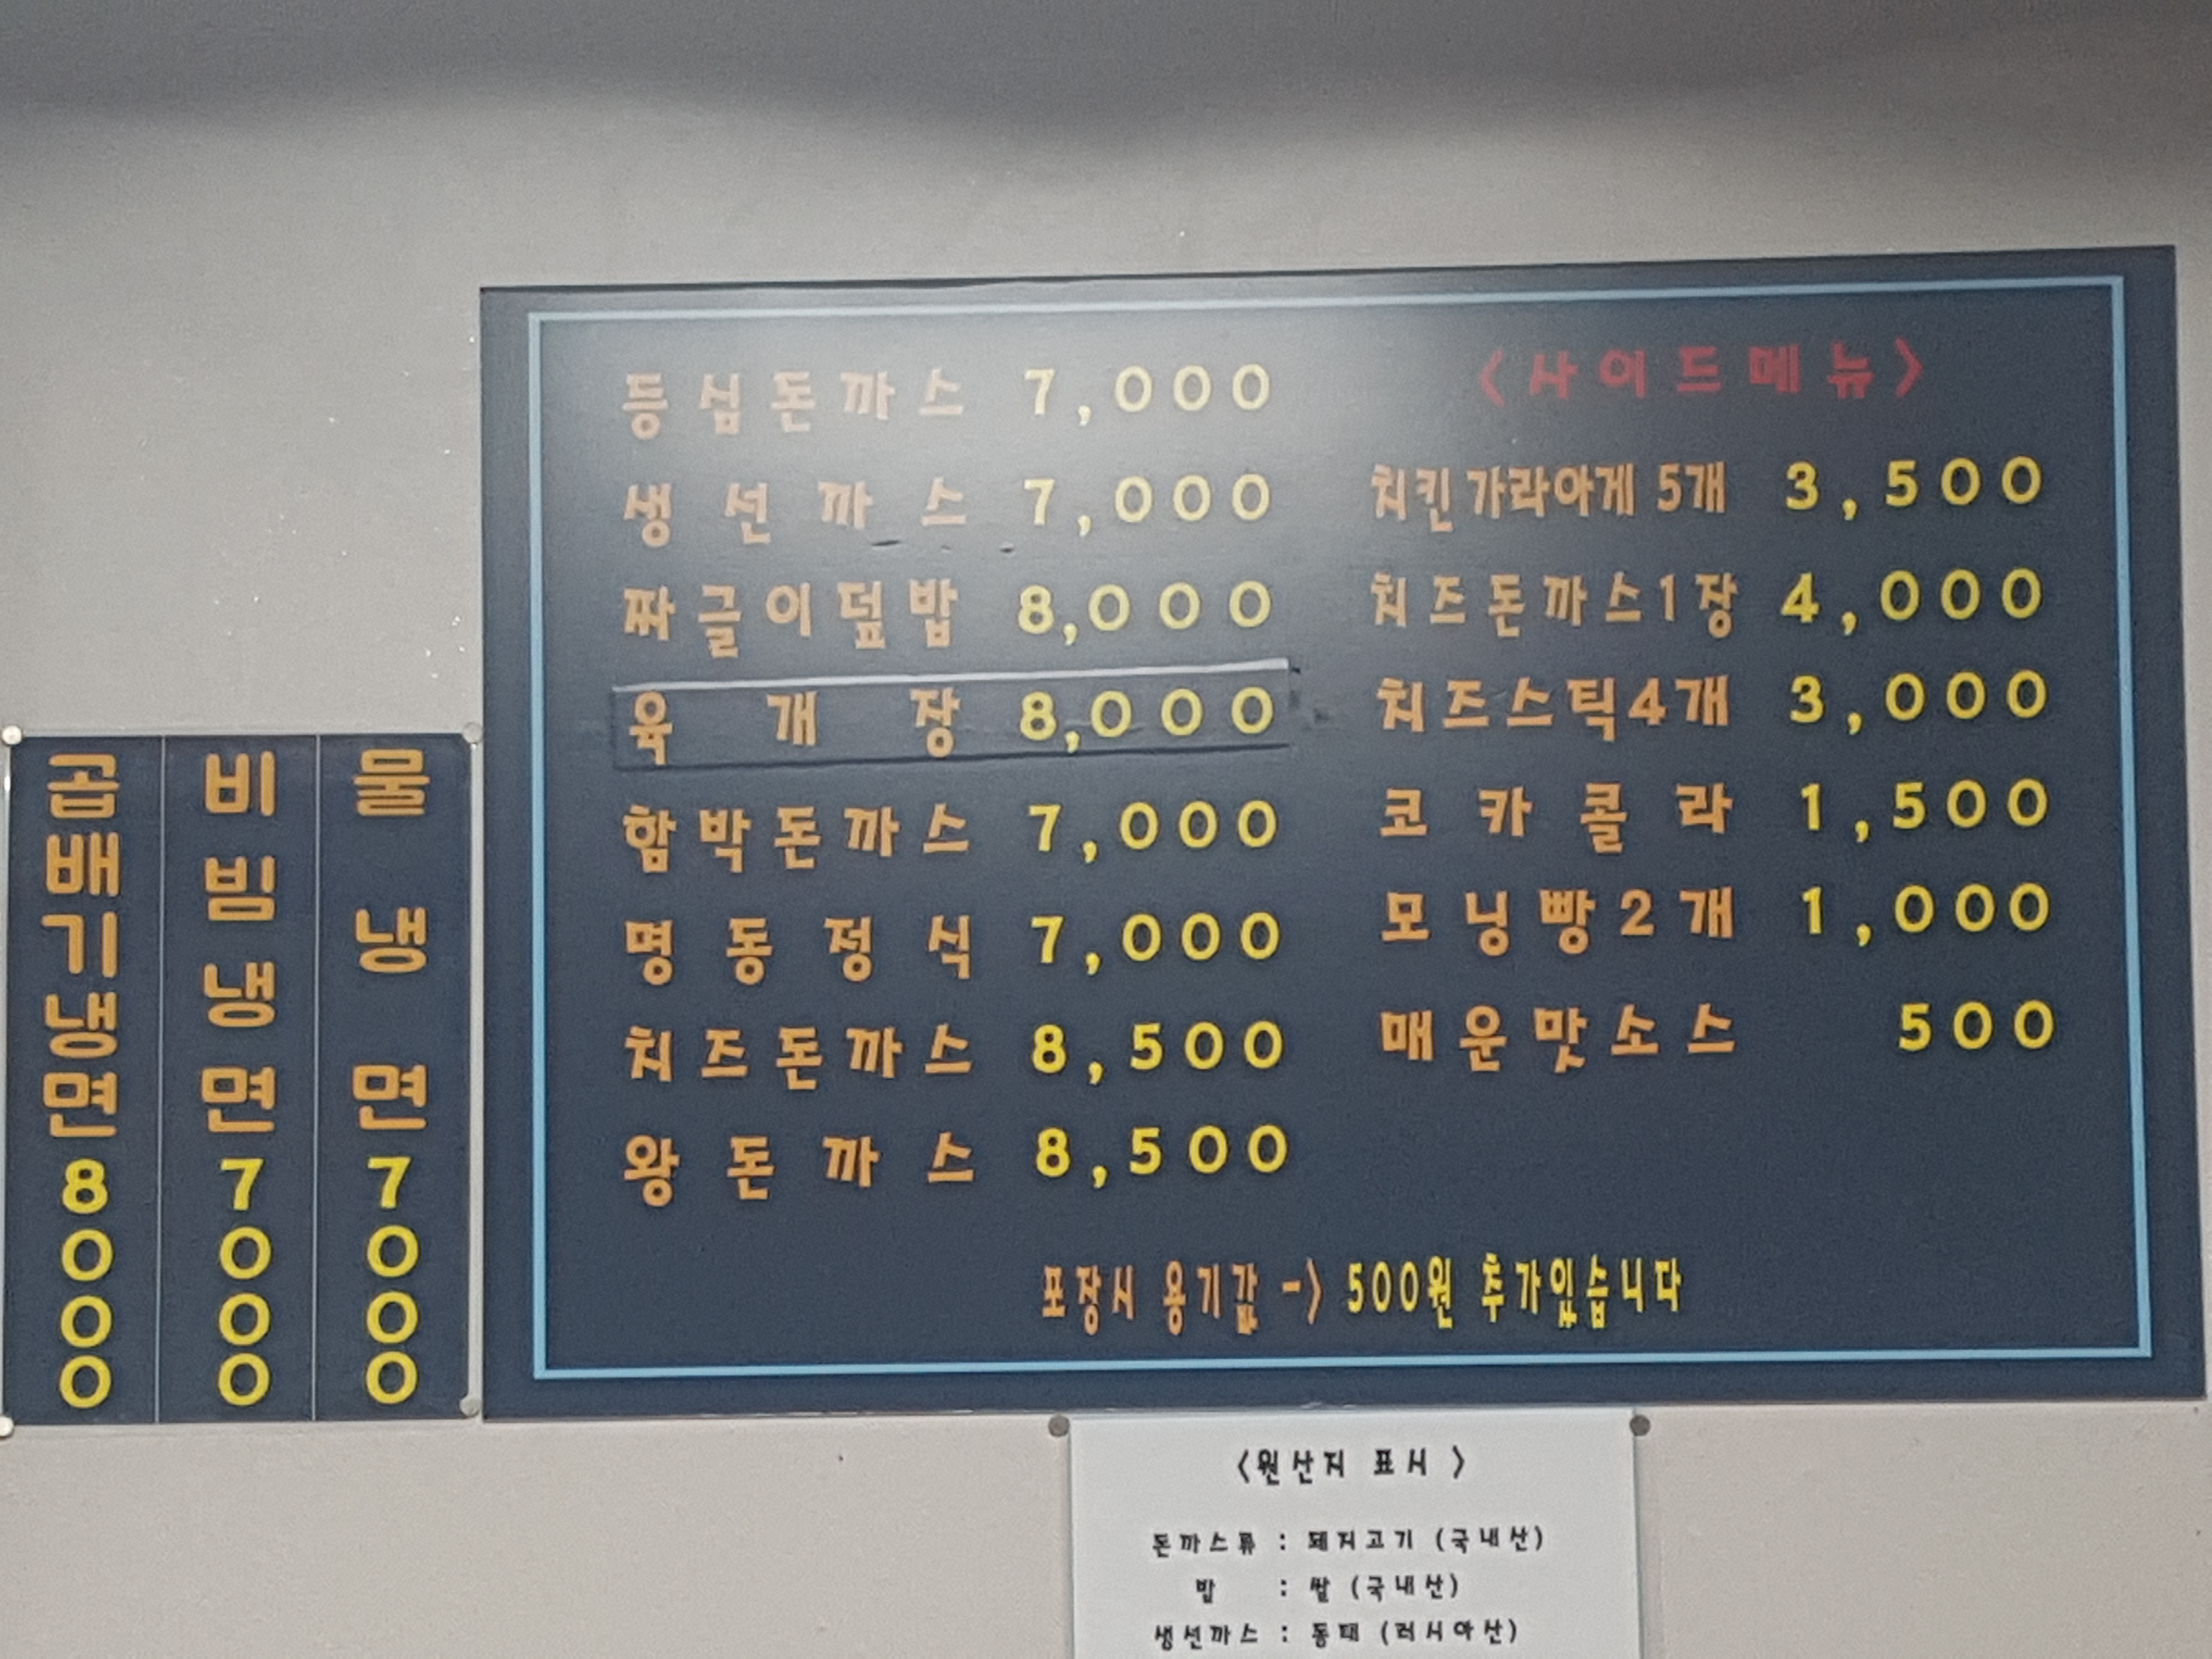 등심돈까스 7,000
생선까스 7,000
짜글이덮밥 8,000
육개장 8,000
함박돈까스 7,000
명동정식 7,000
치즈돈까스 8,500
왕돈까스 8,500
<사이드메뉴>
치킨가라아게 5개 3,500
치즈돈까스1장 4,000
치즈스틱4개 3,000
코카콜라 1,500
모닝빵2개 1,000
매운맛소스 500
포장시 용기값 -> 500원 추가있습니다
곱배기냉면 8000
비빔냉면 7000
물냉면 7000
<원산지 표시 >
돈까스류 : 돼지고기 (국내산)
밥 : 쌀 (국내산)
생선까스 : 동태 (러시아산)